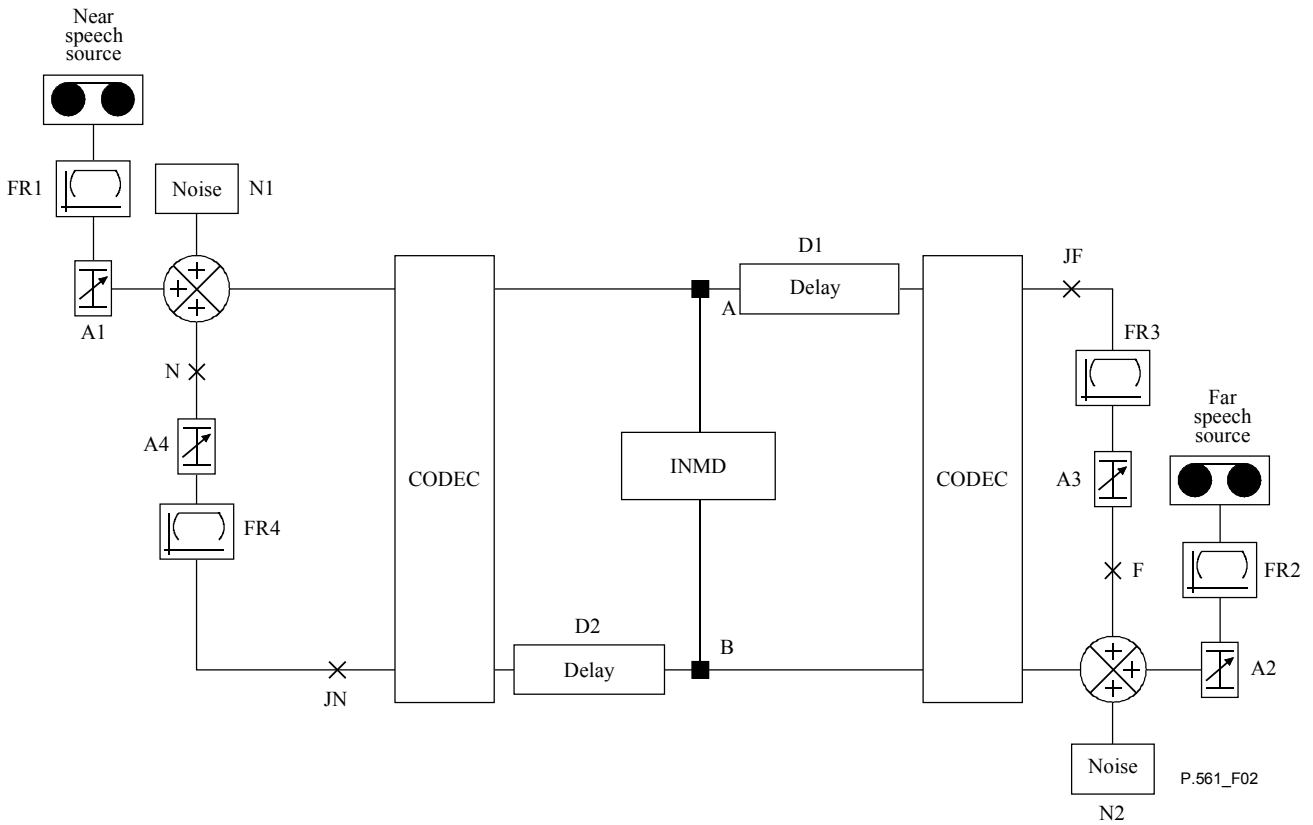 Near
speech
source
FR1
Noise
N1
A1
N
A4
FR4
JN
CODEC
D1
Delay
A
INMD
B
D2
Delay
CODEC
JF
FR3
A3
F
Far
speech
source
FR2
A2
Noise
N2
P.561_F02